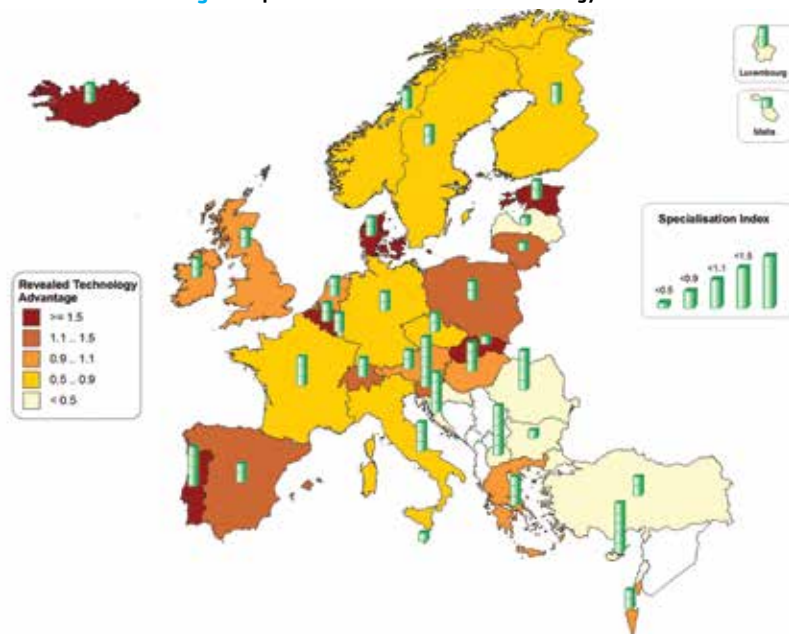 Luxembourg
Malta
Specialisation Index
<0.5
<0.9
<1.1
<1.5
Revealed Technology
Advantage
>= 1.5
1.1 .. 1.5
0.9 .. 1.1
0.5 .. 0.9
< 0.5